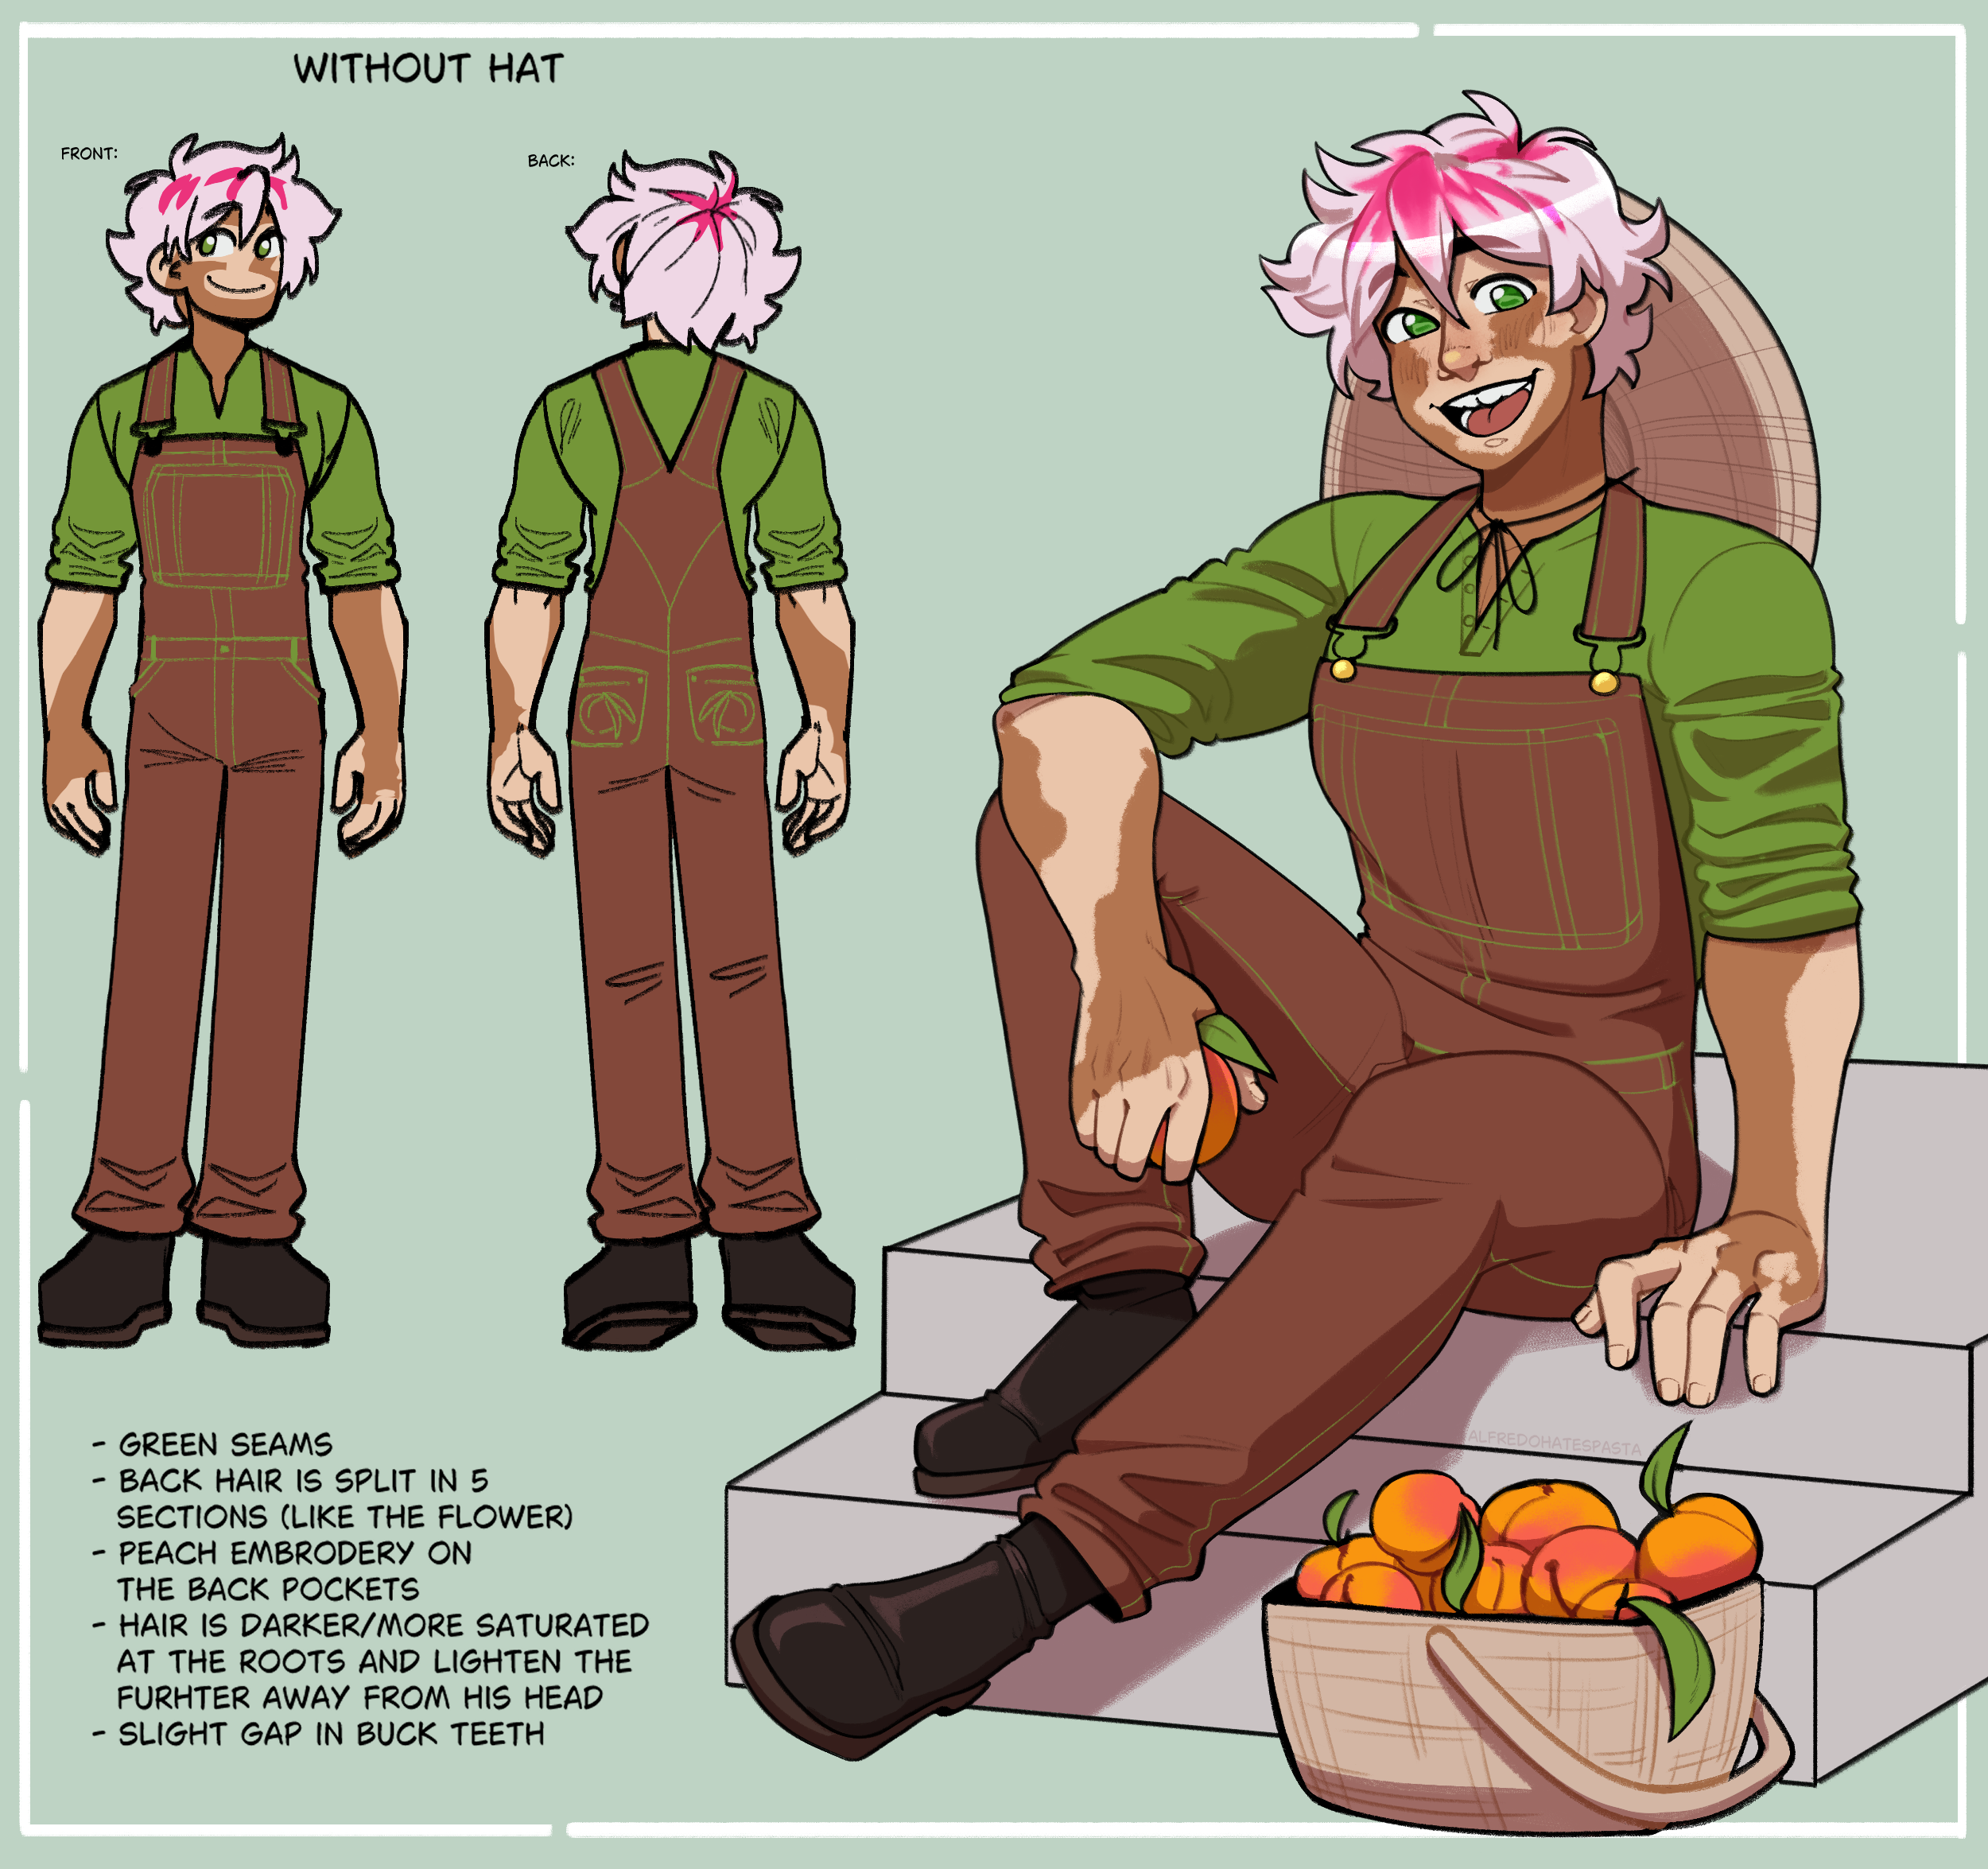 WITHOUT HAT
FRONT:
BACK:
- GREEN SEAMS
- BACK HAIR IS SPLIT IN 5
SECTIONS (LIKE THE FLOWER)
- PEACH EMBRODERY ON
THE BACK POCKETS
- HAIR IS DARKER/MORE SATURATED
AT THE ROOTS AND LIGHTEN THE
FURHTER AWAY FROM HIS HEAD
- SLIGHT GAP IN BUCK TEETH
ALFREDOHATESPASTA